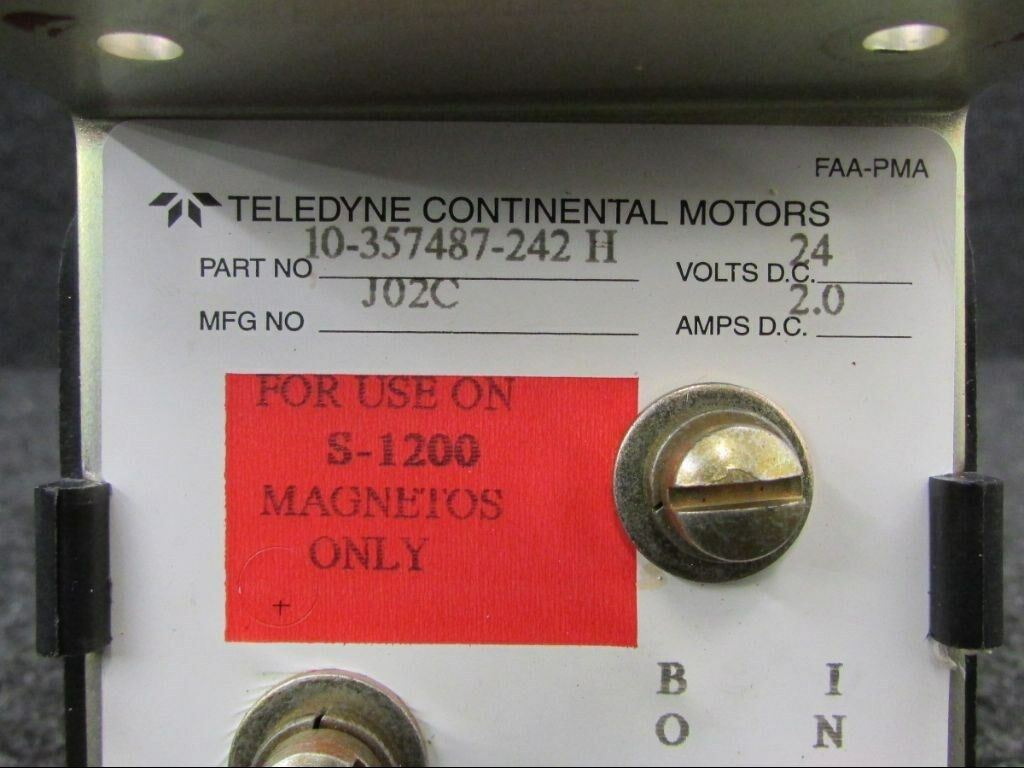 FAA-PMA
TELEDYNE CONTINENTAL MOTORS
PART NO 10-357487-242 H VOLTS D.C. 24
MFG NO J02C AMPS D.C. 2.0
FOR USE ON
S-1200
MAGNETOS
ONLY
B I
O N